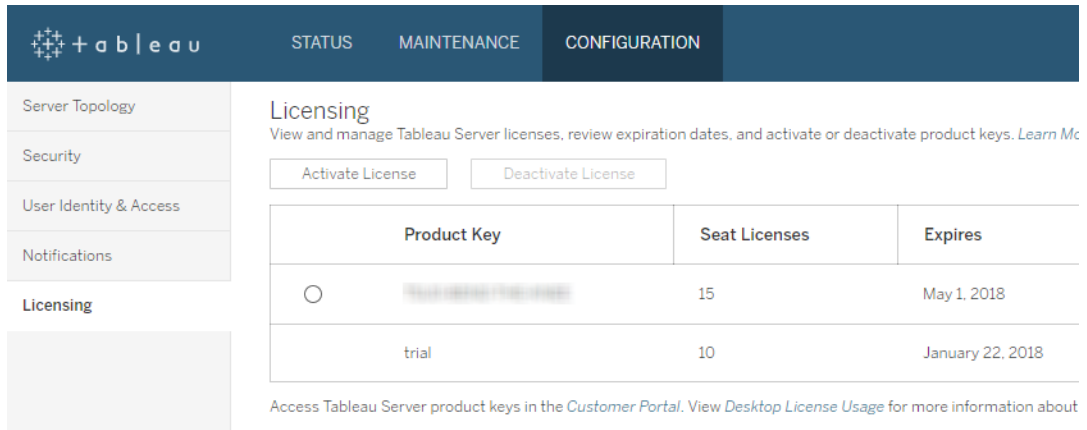 + a b | e a u STATUS MAINTENANCE CONFIGURATION
Server Topology
Security
User Identity & Access
Notifications
Licensing
Licensing
View and manage Tableau Server licenses, review expiration dates, and activate or deactivate product keys. Learn Mo
Activate License Deactivate License
Product Key Seat Licenses Expires
15 May 1, 2018
trial 10 January 22, 2018
Access Tableau Server product keys in the Customer Portal. View Desktop License Usage for more information about